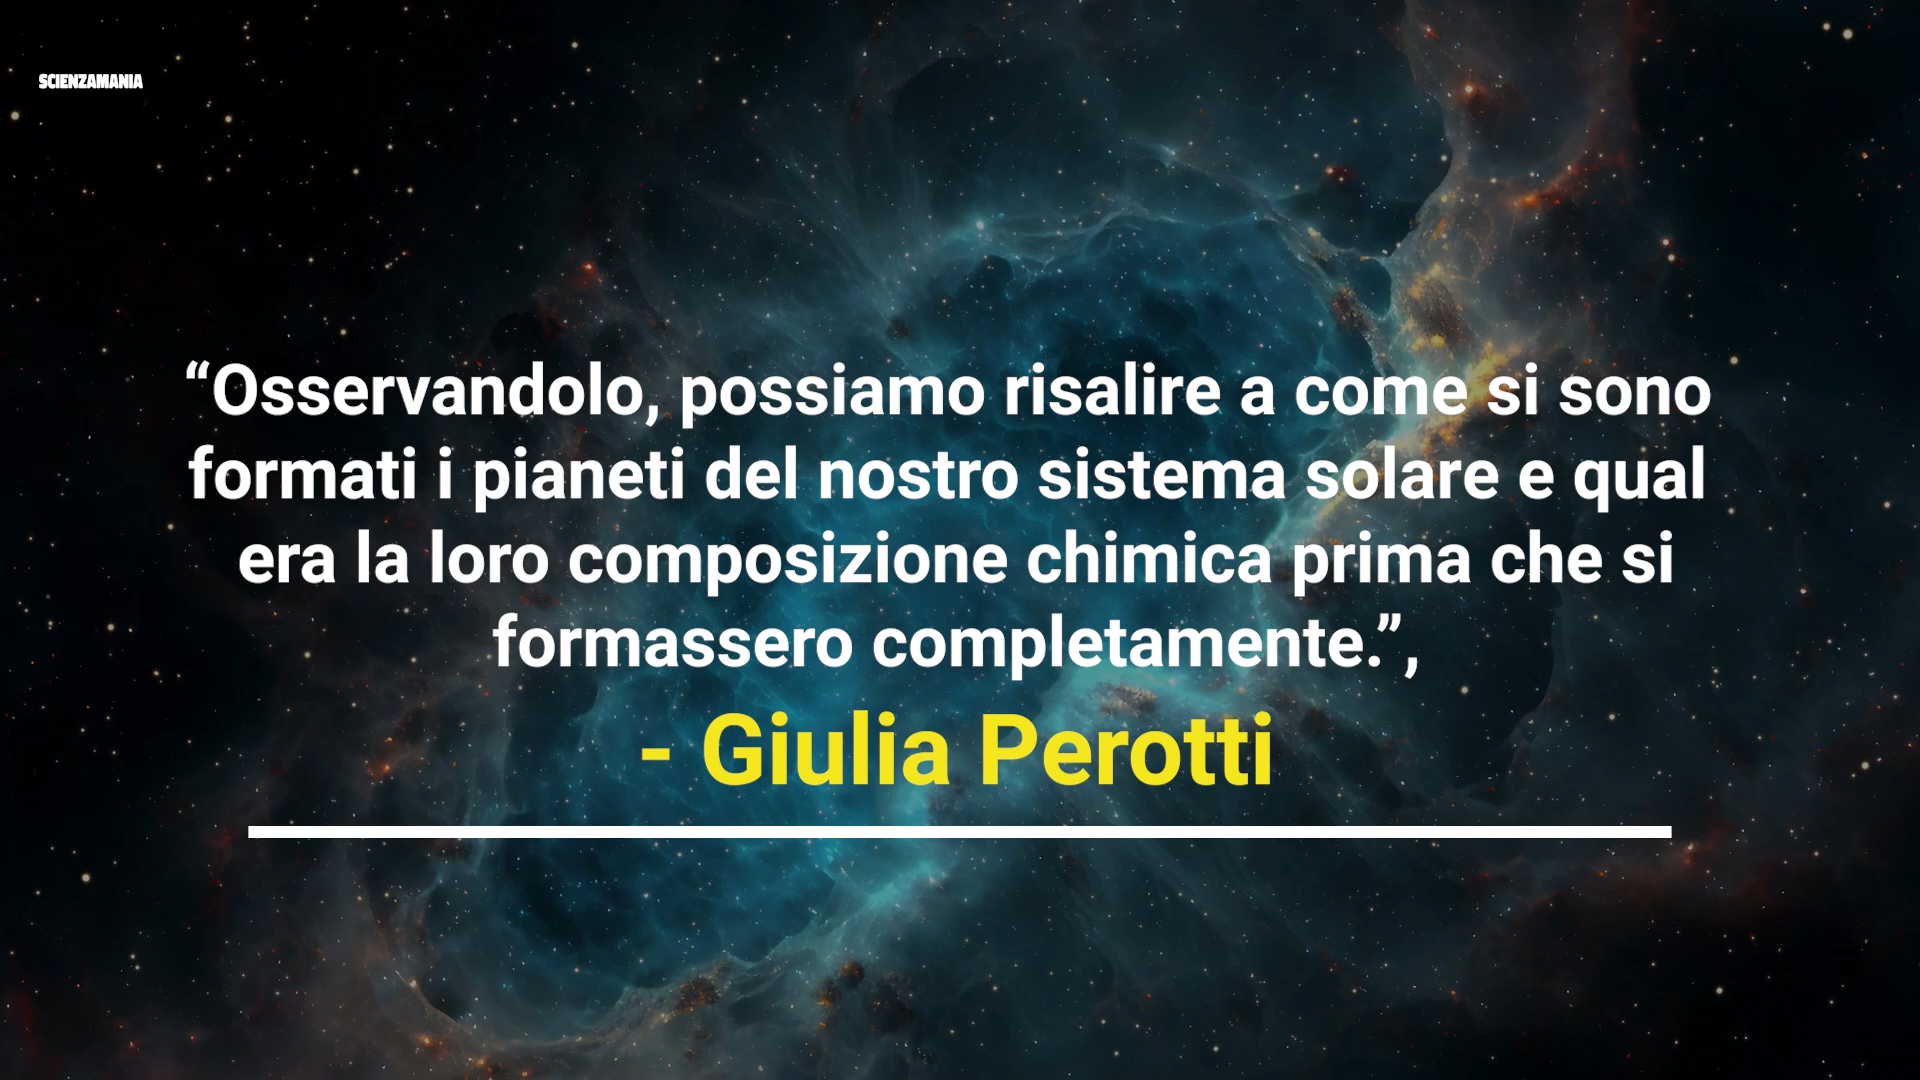 SCIENZAMANIA
“Osservandolo, possiamo risalire a come si sono
formati i pianeti del nostro sistema solare e qual
era la loro composizione chimica prima che si
formassero completamente.”,
- Giulia Perotti